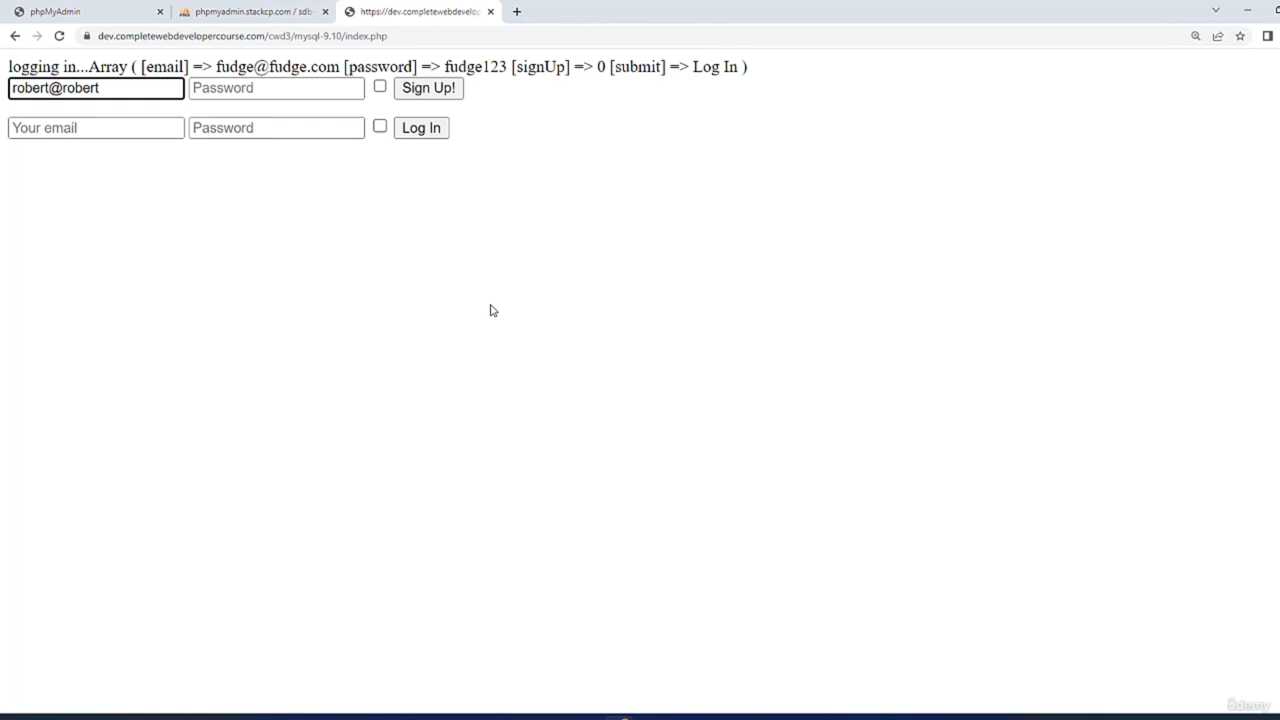 phpMyAdmin
phpmyadmin.stackcp.com / sdb-
https://dev.completewebdevelop
dev.completewebdevelopercourse.com/cwd3/mysql-9.10/index.php
logging in...Array ( [email] => fudge@fudge.com [password] => fudge123 [signUp] => 0 [submit] => Log In )
robert@robert Password Sign Up!
Your email Password Log In
Udemy